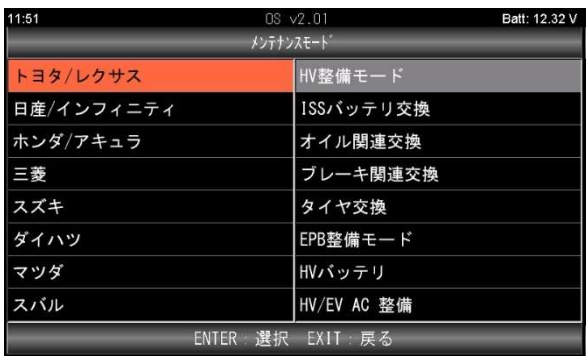 11:51 OS v2.01 Batt: 12.32 V
ﾒﾝﾃﾅﾝｽﾓｰﾄﾞ
トヨタ/レクサス HV整備モード
日産/インフィニティ ISSバッテリ交換
ホンダ/アキュラ オイル関連交換
三菱 ブレーキ関連交換
スズキ タイヤ交換
ダイハツ EPB整備モード
マツダ HVバッテリ
スバル HV/EV AC 整備
ENTER : 選択 EXIT : 戻る